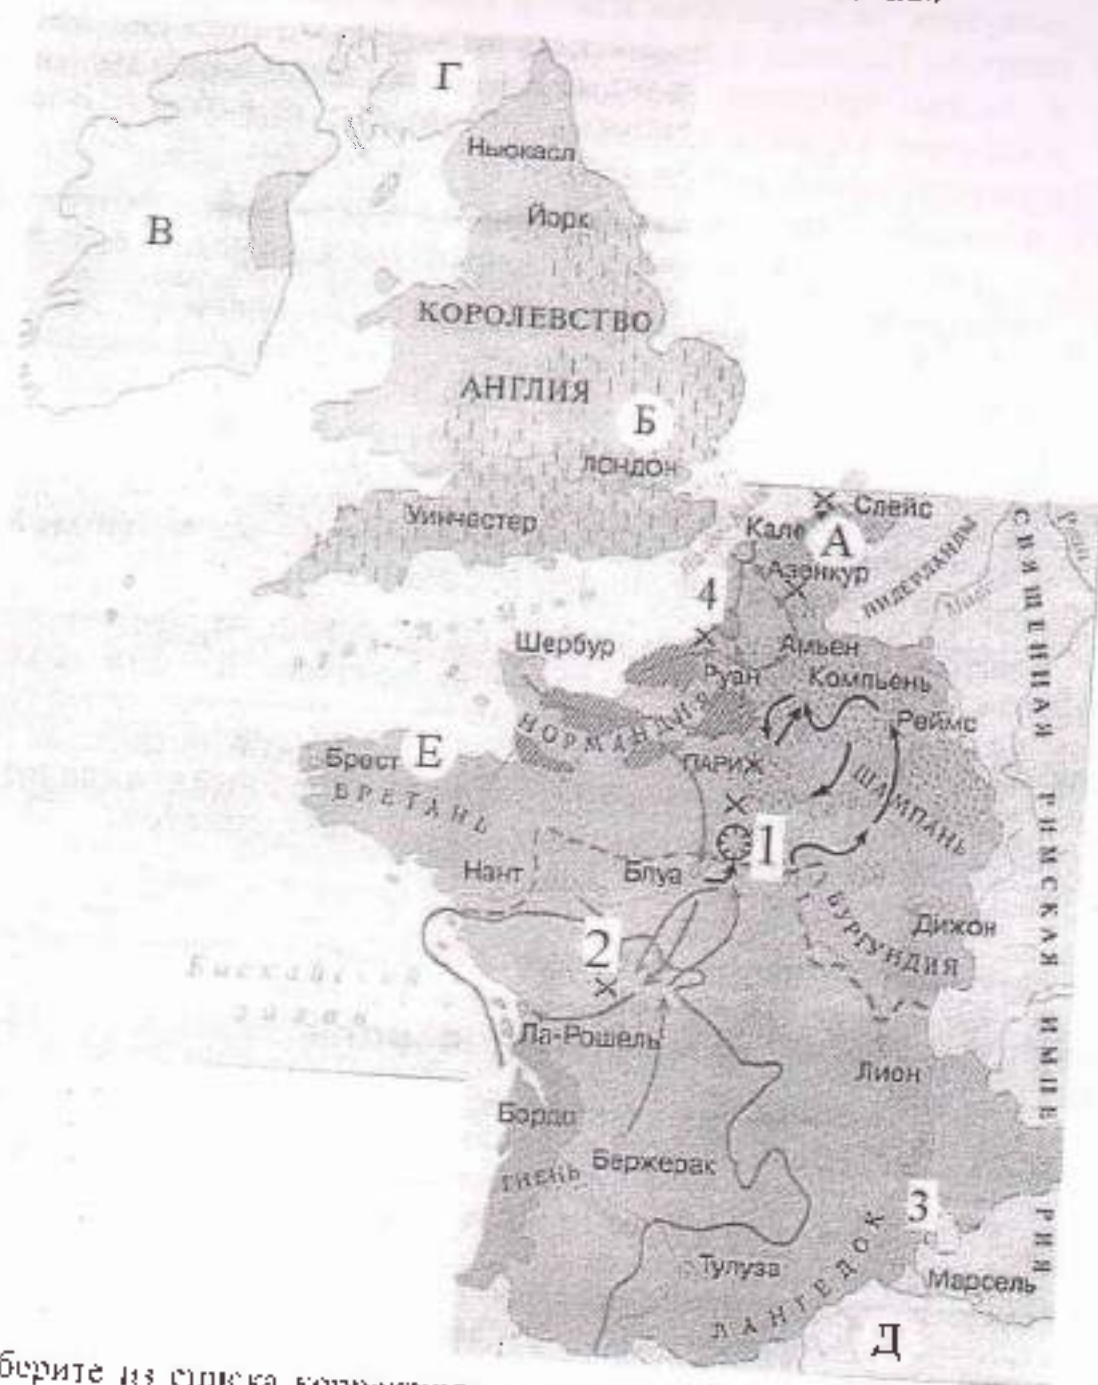 Г
Ньюкасл
В
Йорк
КОРОЛЕВСТВО
АНГЛИЯ
Б
ЛОНДОН
Уинчестер
Слейс
Кале
А
Азенкур
НИДЕРЛАНДЫ
Рейн
Маас
4
Шербур
Амьен
Руан
Компьень
НОРМАНДИЯ
Реймс
Брест
Е
ПАРИЖ
ШАМПАНЬ
БРЕТАНЬ
1
Нант
Блуа
БУРГУНДИЯ
Дижон
2
Бискайский
залив
Ла-Рошель
Лион
Бордо
ГИЕНЬ
Бержерак
3
Тулуза
ЛАНГЕДОК
Марсель
Д
СВЯЩЕННАЯ РИМСКАЯ ИМПЕРИЯ
берите из списка